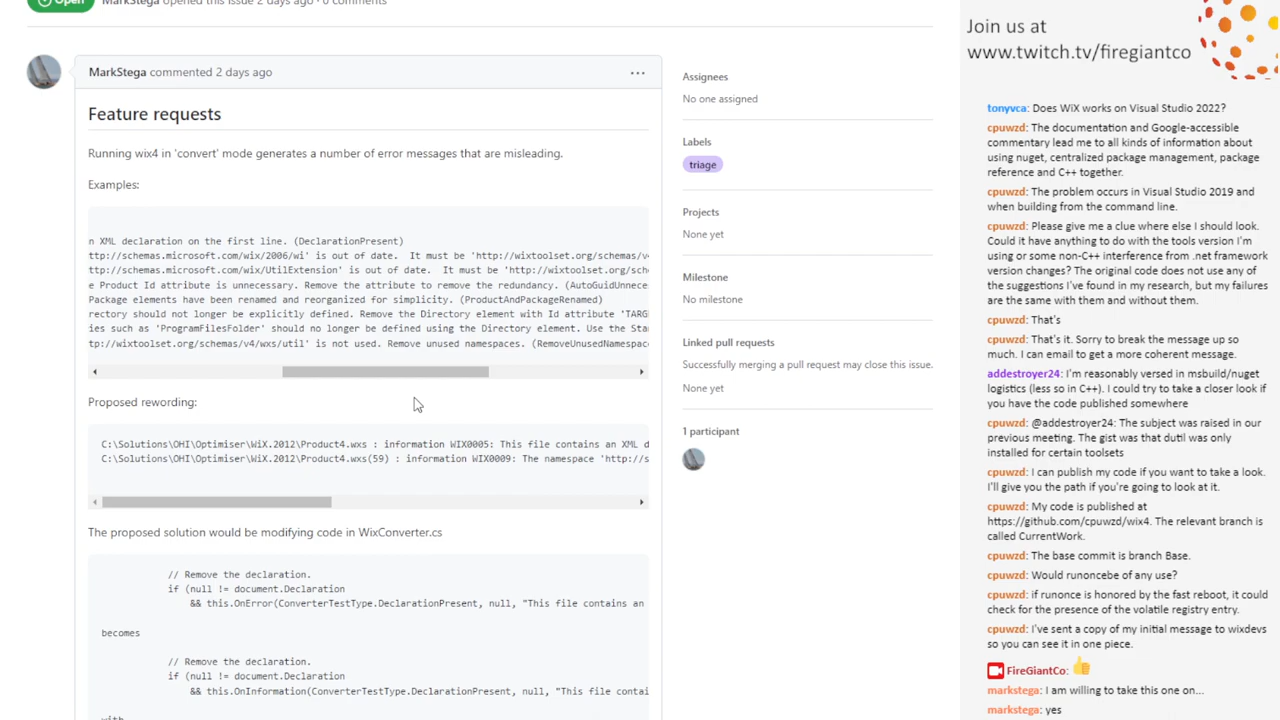 Open MarkStega opened this issue 2 days ago · 0 comments
MarkStega commented 2 days ago
Feature requests
Running wix4 in 'convert' mode generates a number of error messages that are misleading.
Examples:
n XML declaration on the first line. (DeclarationPresent)
ttp://schemas.microsoft.com/wix/2006/wi' is out of date.  It must be 'http://wixtoolset.org/schemas/v
ttp://schemas.microsoft.com/wix/UtilExtension' is out of date.  It must be 'http://wixtoolset.org/sche
e Product Id attribute is unnecessary. Remove the attribute to remove the redundancy. (AutoGuidUnneces
Package elements have been renamed and reorganized for simplicity. (ProductAndPackageRenamed)
rectory should not longer be explicitly defined. Remove the Directory element with Id attribute 'TARG
ies such as 'ProgramFilesFolder' should no longer be defined using the Directory element. Use the Star
tp://wixtoolset.org/schemas/v4/wxs/util' is not used. Remove unused namespaces. (RemoveUnusedNamespace
Proposed rewording:
C:\Solutions\OHI\Optimiser\WiX.2012\Product4.wxs : information WIX0005: This file contains an XML d
C:\Solutions\OHI\Optimiser\WiX.2012\Product4.wxs(59) : information WIX0009: The namespace 'http://s
The proposed solution would be modifying code in WixConverter.cs
// Remove the declaration.
if (null != document.Declaration
&& this.OnError(ConverterTestType.DeclarationPresent, null, "This file contains an
becomes
// Remove the declaration.
if (null != document.Declaration
&& this.OnInformation(ConverterTestType.DeclarationPresent, null, "This file contai
with
Assignees
No one assigned
Labels
triage
Projects
None yet
Milestone
No milestone
Linked pull requests
Successfully merging a pull request may close this issue.
None yet
1 participant
Join us at
www.twitch.tv/firegiantco
tonyvca: Does WiX works on Visual Studio 2022?
cpuwzd: The documentation and Google-accessible
commentary lead me to all kinds of information about
using nuget, centralized package management, package
reference and C++ together.
cpuwzd: The problem occurs in Visual Studio 2019 and
when building from the command line.
cpuwzd: Please give me a clue where else I should look.
Could it have anything to do with the tools version I'm
using or some non-C++ interference from .net framework
version changes? The original code does not use any of
the suggestions I've found in my research, but my failures
are the same with them and without them.
cpuwzd: That's
cpuwzd: That's it. Sorry to break the message up so
much. I can email to get a more coherent message.
addestroyer24: I'm reasonably versed in msbuild/nuget
logistics (less so in C++). I could try to take a closer look if
you have the code published somewhere
cpuwzd: @addestroyer24: The subject was raised in our
previous meeting. The gist was that dutil was only
installed for certain toolsets
cpuwzd: I can publish my code if you want to take a look.
I'll give you the path if you're going to look at it.
cpuwzd: My code is published at
https://github.com/cpuwzd/wix4. The relevant branch is
called CurrentWork.
cpuwzd: The base commit is branch Base.
cpuwzd: Would runoncebe of any use?
cpuwzd: if runonce is honored by the fast reboot, it could
check for the presence of the volatile registry entry.
cpuwzd: I've sent a copy of my initial message to wixdevs
so you can see it in one piece.
FireGiantCo:
markstega: I am willing to take this one on...
markstega: yes